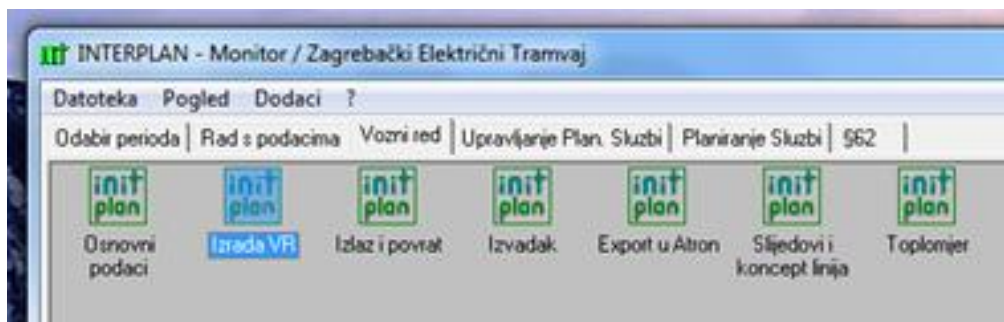 INTERPLAN - Monitor / Zagrebački Električni Tramvaj
Datoteka Pogled Dodaci ?
Odabir perioda Rad s podacima Vozni red Upravljanje Plan. Sluzbi Planiranje Sluzbi §62
init plan init plan init plan init plan init plan init plan init plan
Osnovni podaci
Izrada VR
Izlaz i povrat
Izvadak
Export u Atron
Slijedovi i koncept linija
Toplomjer